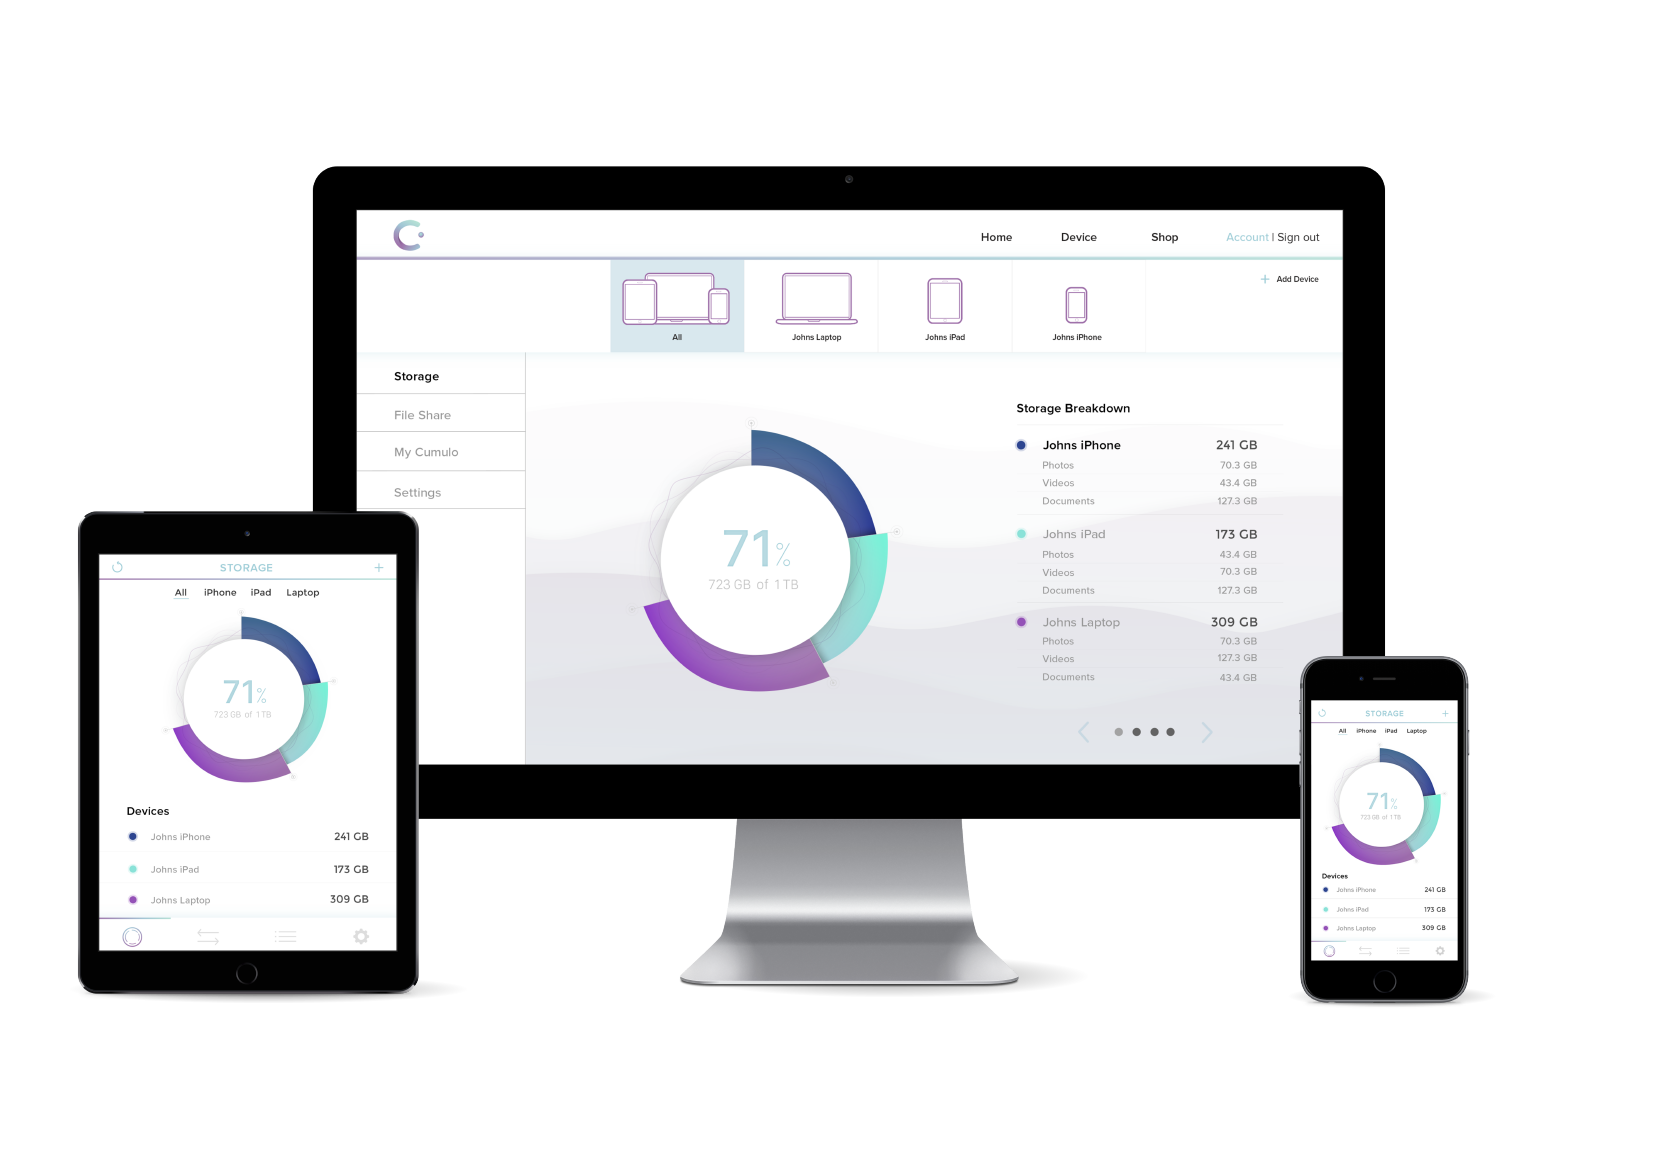 Home Device Shop Account | Sign out
+ Add Device
All Johns Laptop Johns iPad Johns iPhone
Storage
File Share
My Cumulo
Settings
71%
723 GB of 1 TB
Storage Breakdown
Johns iPhone 241 GB
Photos 70.3 GB
Videos 43.4 GB
Documents 127.3 GB
Johns iPad 173 GB
Photos 43.4 GB
Videos 70.3 GB
Documents 127.3 GB
Johns Laptop 309 GB
Photos 70.3 GB
Videos 127.3 GB
Documents 43.4 GB
STORAGE +
All iPhone iPad Laptop
71%
723 GB of 1 TB
Devices
Johns iPhone 241 GB
Johns iPad 173 GB
Johns Laptop 309 GB
STORAGE +
All iPhone iPad Laptop
71%
723 GB of 1 TB
Devices
Johns iPhone 241 GB
Johns iPad 173 GB
Johns Laptop 309 GB